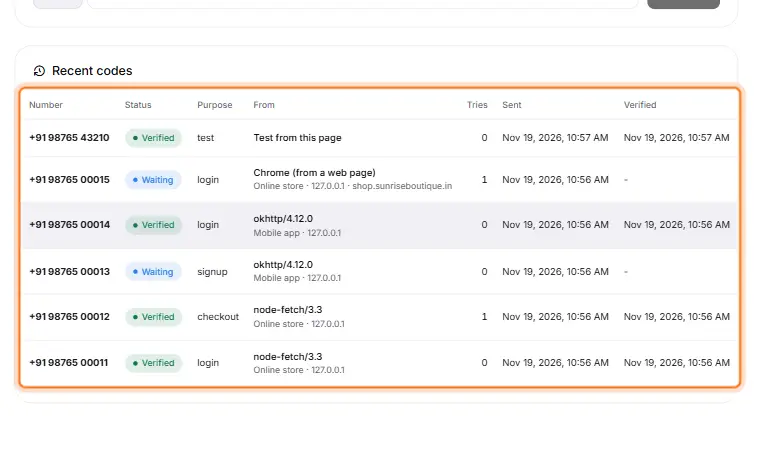 Recent codes
Number Status Purpose From Tries Sent Verified
+91 98765 43210 Verified test Test from this page 0 Nov 19, 2026, 10:57 AM Nov 19, 2026, 10:57 AM
+91 98765 00015 Waiting login Chrome (from a web page) 1 Nov 19, 2026, 10:56 AM -
Online store · 127.0.0.1 · shop.sunriseboutique.in
+91 98765 00014 Verified login okhttp/4.12.0 0 Nov 19, 2026, 10:56 AM Nov 19, 2026, 10:56 AM
Mobile app · 127.0.0.1
+91 98765 00013 Waiting signup okhttp/4.12.0 0 Nov 19, 2026, 10:56 AM -
Mobile app · 127.0.0.1
+91 98765 00012 Verified checkout node-fetch/3.3 1 Nov 19, 2026, 10:56 AM Nov 19, 2026, 10:56 AM
Online store · 127.0.0.1
+91 98765 00011 Verified login node-fetch/3.3 0 Nov 19, 2026, 10:56 AM Nov 19, 2026, 10:56 AM
Online store · 127.0.0.1